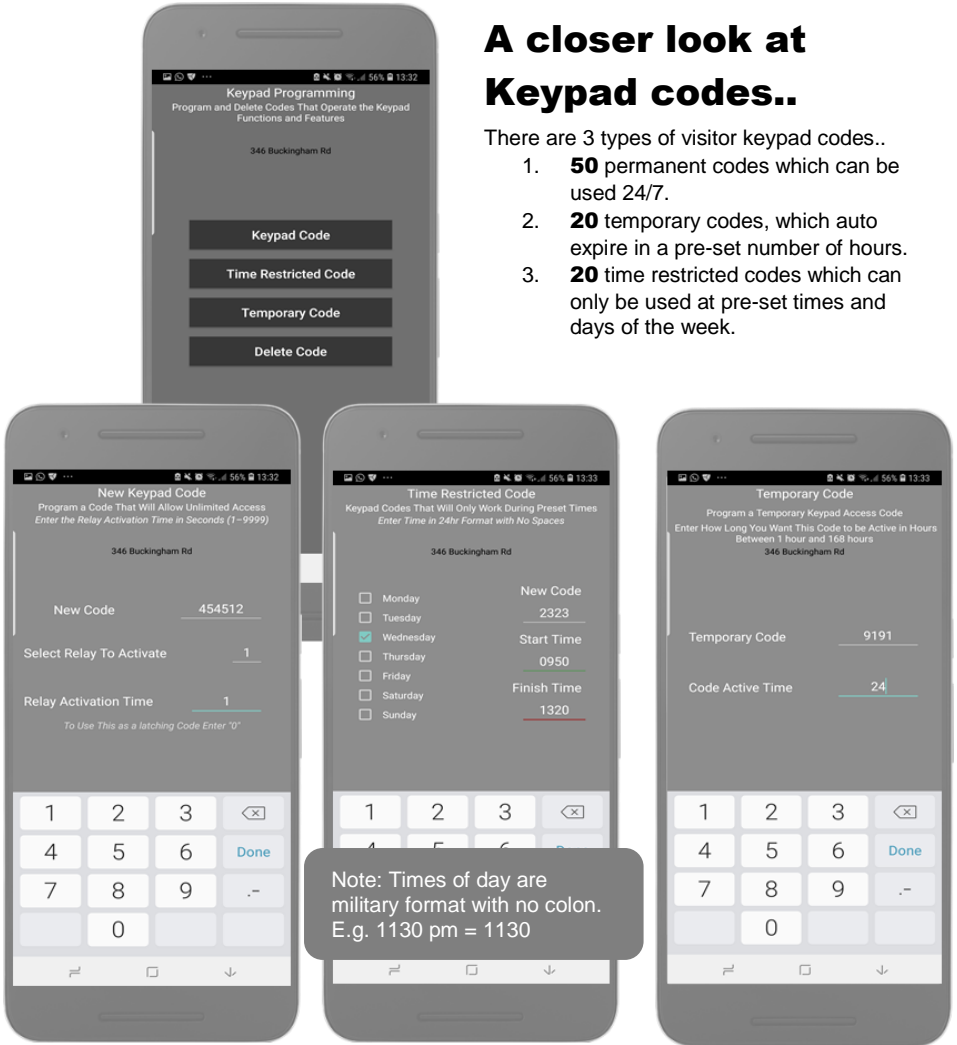 A closer look at
Keypad codes..
There are 3 types of visitor keypad codes..
1. 50 permanent codes which can be
used 24/7.
2. 20 temporary codes, which auto
expire in a pre-set number of hours.
3. 20 time restricted codes which can
only be used at pre-set times and
days of the week.
56% 13:32
Keypad Programming
Program and Delete Codes That Operate the Keypad
Functions and Features
346 Buckingham Rd
Keypad Code
Time Restricted Code
Temporary Code
Delete Code
56% 13:32
New Keypad Code
Program a Code That Will Allow Unlimited Access
Enter the Relay Activation Time in Seconds (1-9999)
346 Buckingham Rd
New Code 454512
Select Relay To Activate 1
Relay Activation Time 1
To Use This as a latching Code Enter "0"
1 2 3
4 5 6 Done
7 8 9 .-
0
56% 13:33
Time Restricted Code
Keypad Codes That Will Only Work During Preset Times
Enter Time in 24hr Format with No Spaces
346 Buckingham Rd
Monday
Tuesday
Wednesday
Thursday
Friday
Saturday
Sunday
New Code
2323
Start Time
0950
Finish Time
1320
1 2 3
Note: Times of day are
military format with no colon.
E.g. 1130 pm = 1130
56% 13:33
Temporary Code
Program a Temporary Keypad Access Code
Enter How Long You Want This Code to be Active in Hours
Between 1 hour and 168 hours
346 Buckingham Rd
Temporary Code 9191
Code Active Time 24
1 2 3
4 5 6 Done
7 8 9 .-
0